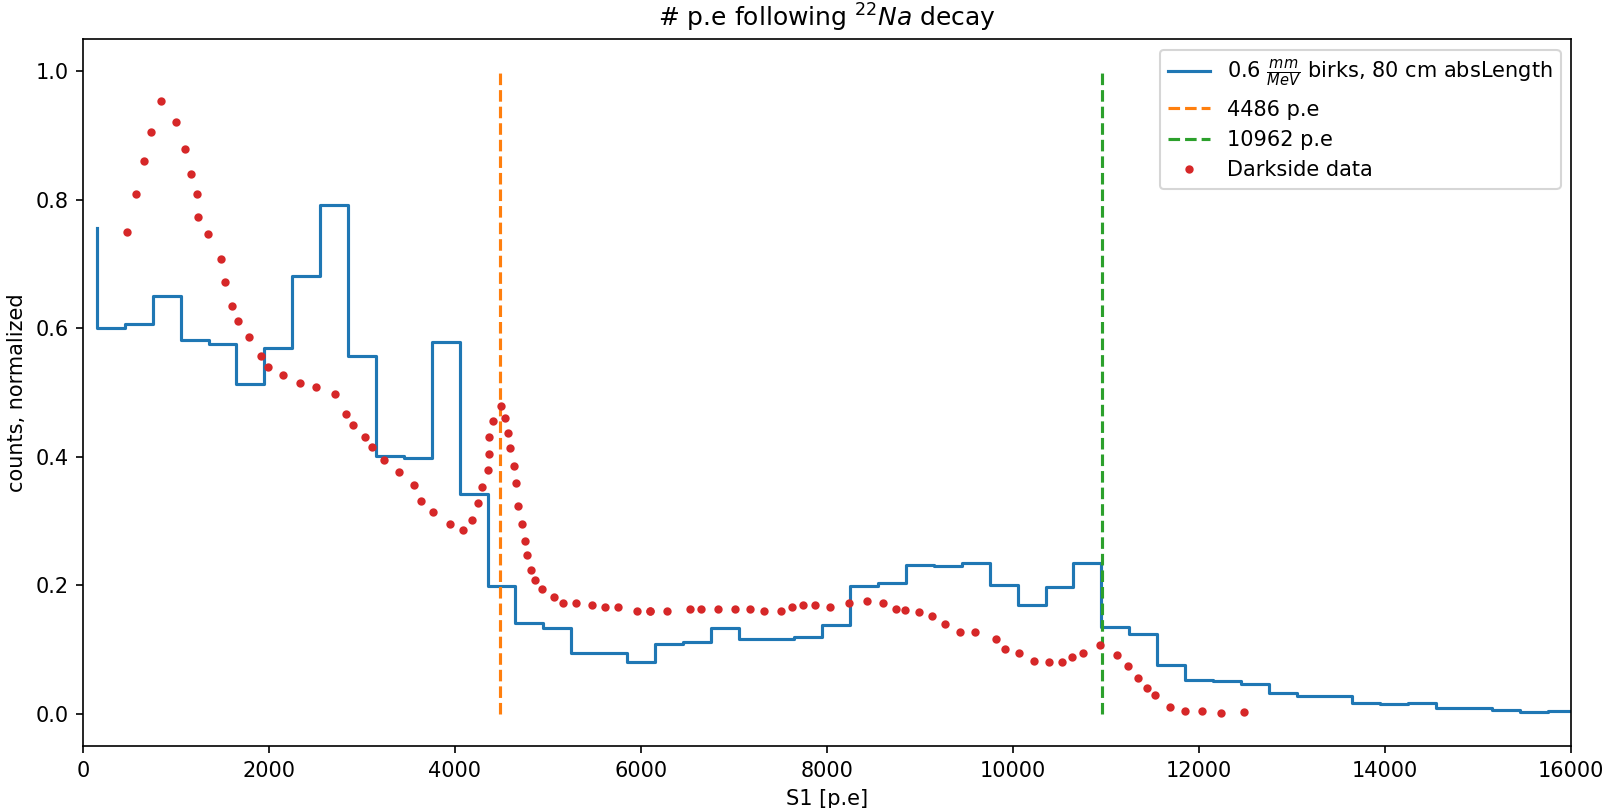 # p.e following ²²Na decay
0.6 mm/MeV birks, 80 cm absLength
4486 p.e
10962 p.e
Darkside data
counts, normalized
1.0
0.8
0.6
0.4
0.2
0.0
0 2000 4000 6000 8000 10000 12000 14000 16000
S1 [p.e]